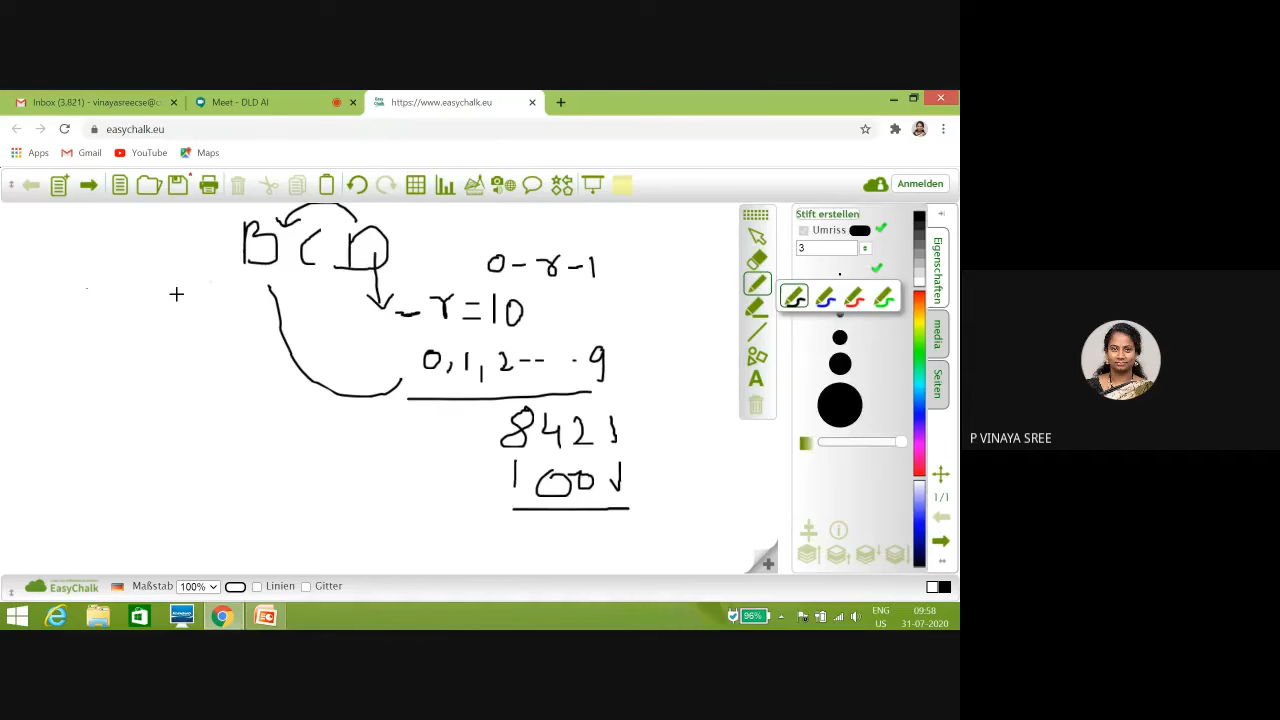 Inbox (3,821) - vinayasreecse@c
Meet - DLD AI
https://www.easychalk.eu
easychalk.eu
Apps
Gmail
YouTube
Maps
Anmelden
B C D
0 - r - 1
- r = 10
0, 1, 2 -- - 9
8 4 2 1
1 0 0 1
Stift erstellen
Umriss
3
Eigenschaften
media
Seiten
1/1
P VINAYA SREE
EasyChalk
Maßstab
100%
Linien
Gitter
96%
ENG
US
09:58
31-07-2020